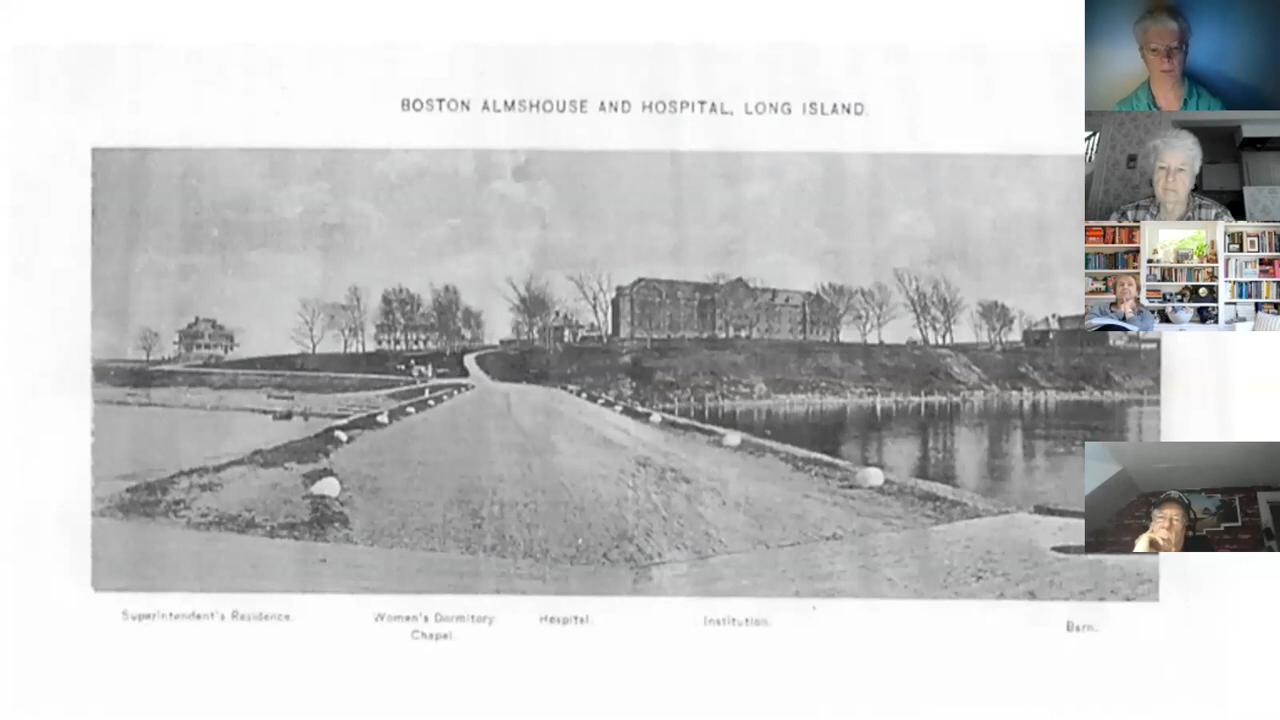 BOSTON ALMSHOUSE AND HOSPITAL, LONG ISLAND.
Superintendent's Residence.
Women's Dormitory
Chapel.
Hospital.
Institution.
Barn.